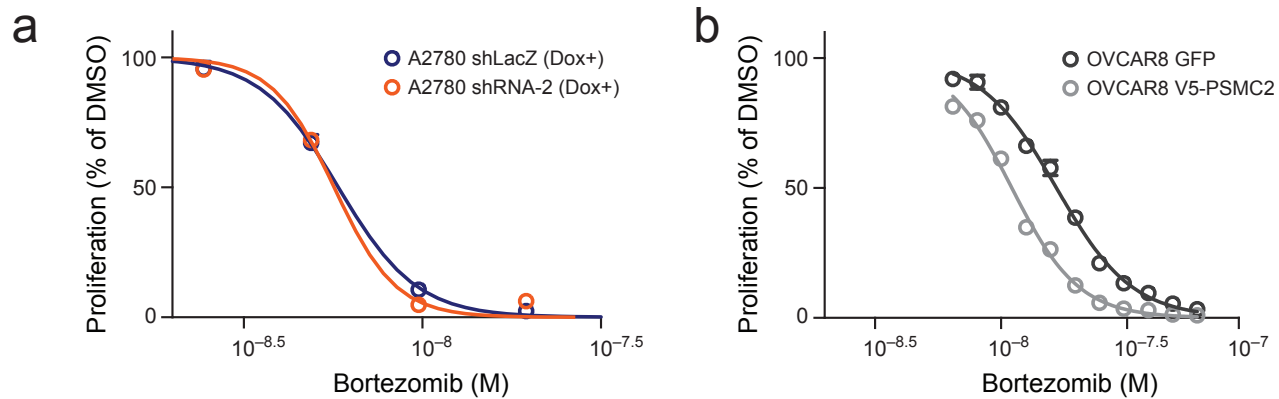 a
Proliferation (% of DMSO)
100
50
0
A2780 shLacZ (Dox+)
A2780 shRNA-2 (Dox+)
10–8.5
10–8
10–7.5
Bortezomib (M)
b
Proliferation (% of DMSO)
100
50
0
OVCAR8 GFP
OVCAR8 V5-PSMC2
10–8.5
10–8
10–7.5
10–7
Bortezomib (M)